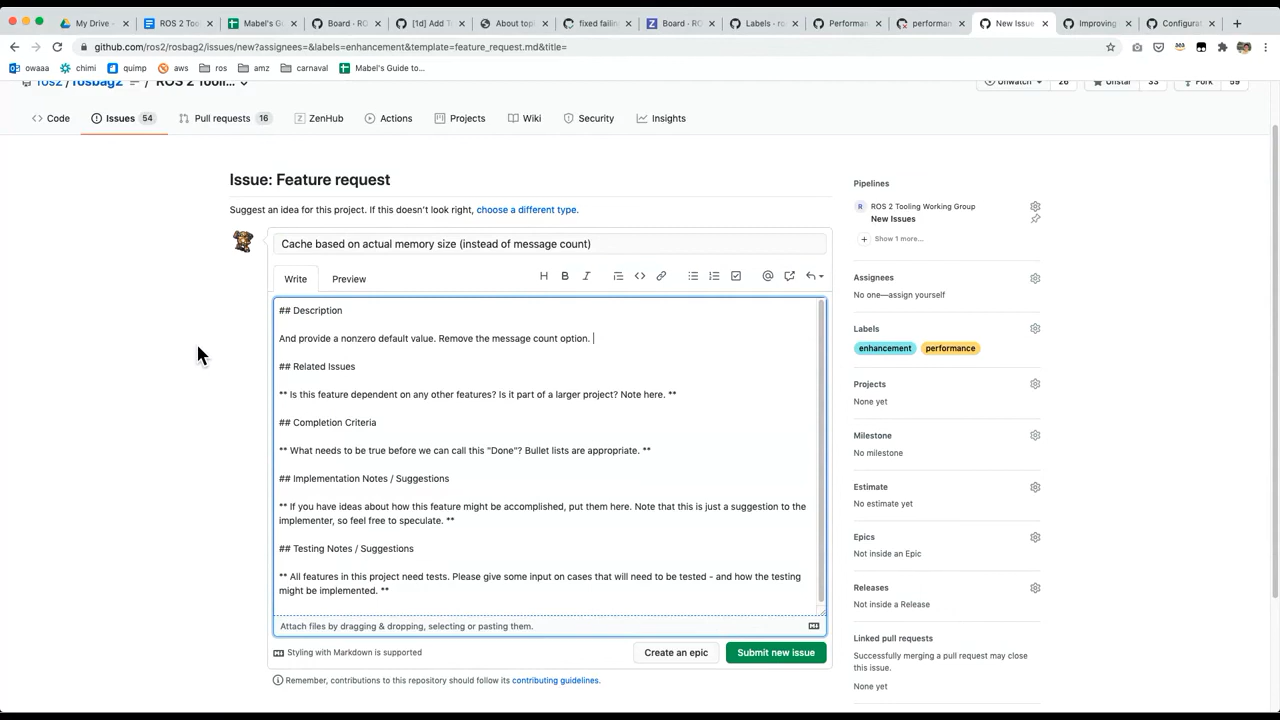 My Drive -
ROS 2 Tool
Mabel's Guid
Board · RO
[1d] Add T
About topi
fixed failin
Board · RO
Labels · ro
Performan
performan
New Issue
Improving
Configurat
github.com/ros2/rosbag2/issues/new?assignees=&labels=enhancement&template=feature_request.md&title=
owaaa
chimi
quimp
aws
ros
amz
carnaval
Mabel's Guide to...
ros2 / rosbag2
ROS 2 Tooli...
Unwatch
26
Unstar
33
Fork
59
Code
Issues 54
Pull requests 16
ZenHub
Actions
Projects
Wiki
Security
Insights
Issue: Feature request
Suggest an idea for this project. If this doesn't look right, choose a different type.
Cache based on actual memory size (instead of message count)
Write
Preview
H B I
## Description
And provide a nonzero default value. Remove the message count option.
## Related Issues
** Is this feature dependent on any other features? Is it part of a larger project? Note here. **
## Completion Criteria
** What needs to be true before we can call this "Done"? Bullet lists are appropriate. **
## Implementation Notes / Suggestions
** If you have ideas about how this feature might be accomplished, put them here. Note that this is just a suggestion to the
implementer, so feel free to speculate. **
## Testing Notes / Suggestions
** All features in this project need tests. Please give some input on cases that will need to be tested - and how the testing
might be implemented. **
Attach files by dragging & dropping, selecting or pasting them.
Styling with Markdown is supported
Create an epic
Submit new issue
Remember, contributions to this repository should follow its contributing guidelines.
Pipelines
R ROS 2 Tooling Working Group
New Issues
+ Show 1 more...
Assignees
No one—assign yourself
Labels
enhancement
performance
Projects
None yet
Milestone
No milestone
Estimate
No estimate yet
Epics
Not inside an Epic
Releases
Not inside a Release
Linked pull requests
Successfully merging a pull request may close
this issue.
None yet